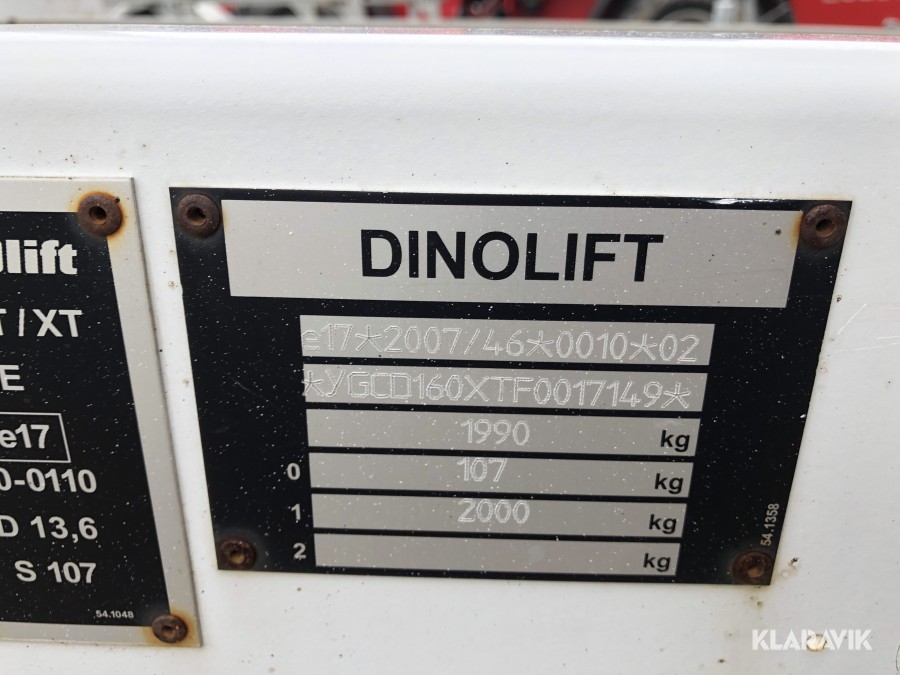 lift
T / XT
E
e17
0-0110
D 13,6
S 107
54.1048
DINOLIFT
e17*2007/46*0010*02
*YGCD160XTF0017149*
1990 kg
0 107 kg
1 2000 kg
2 kg
54.1358
KLARAVIK